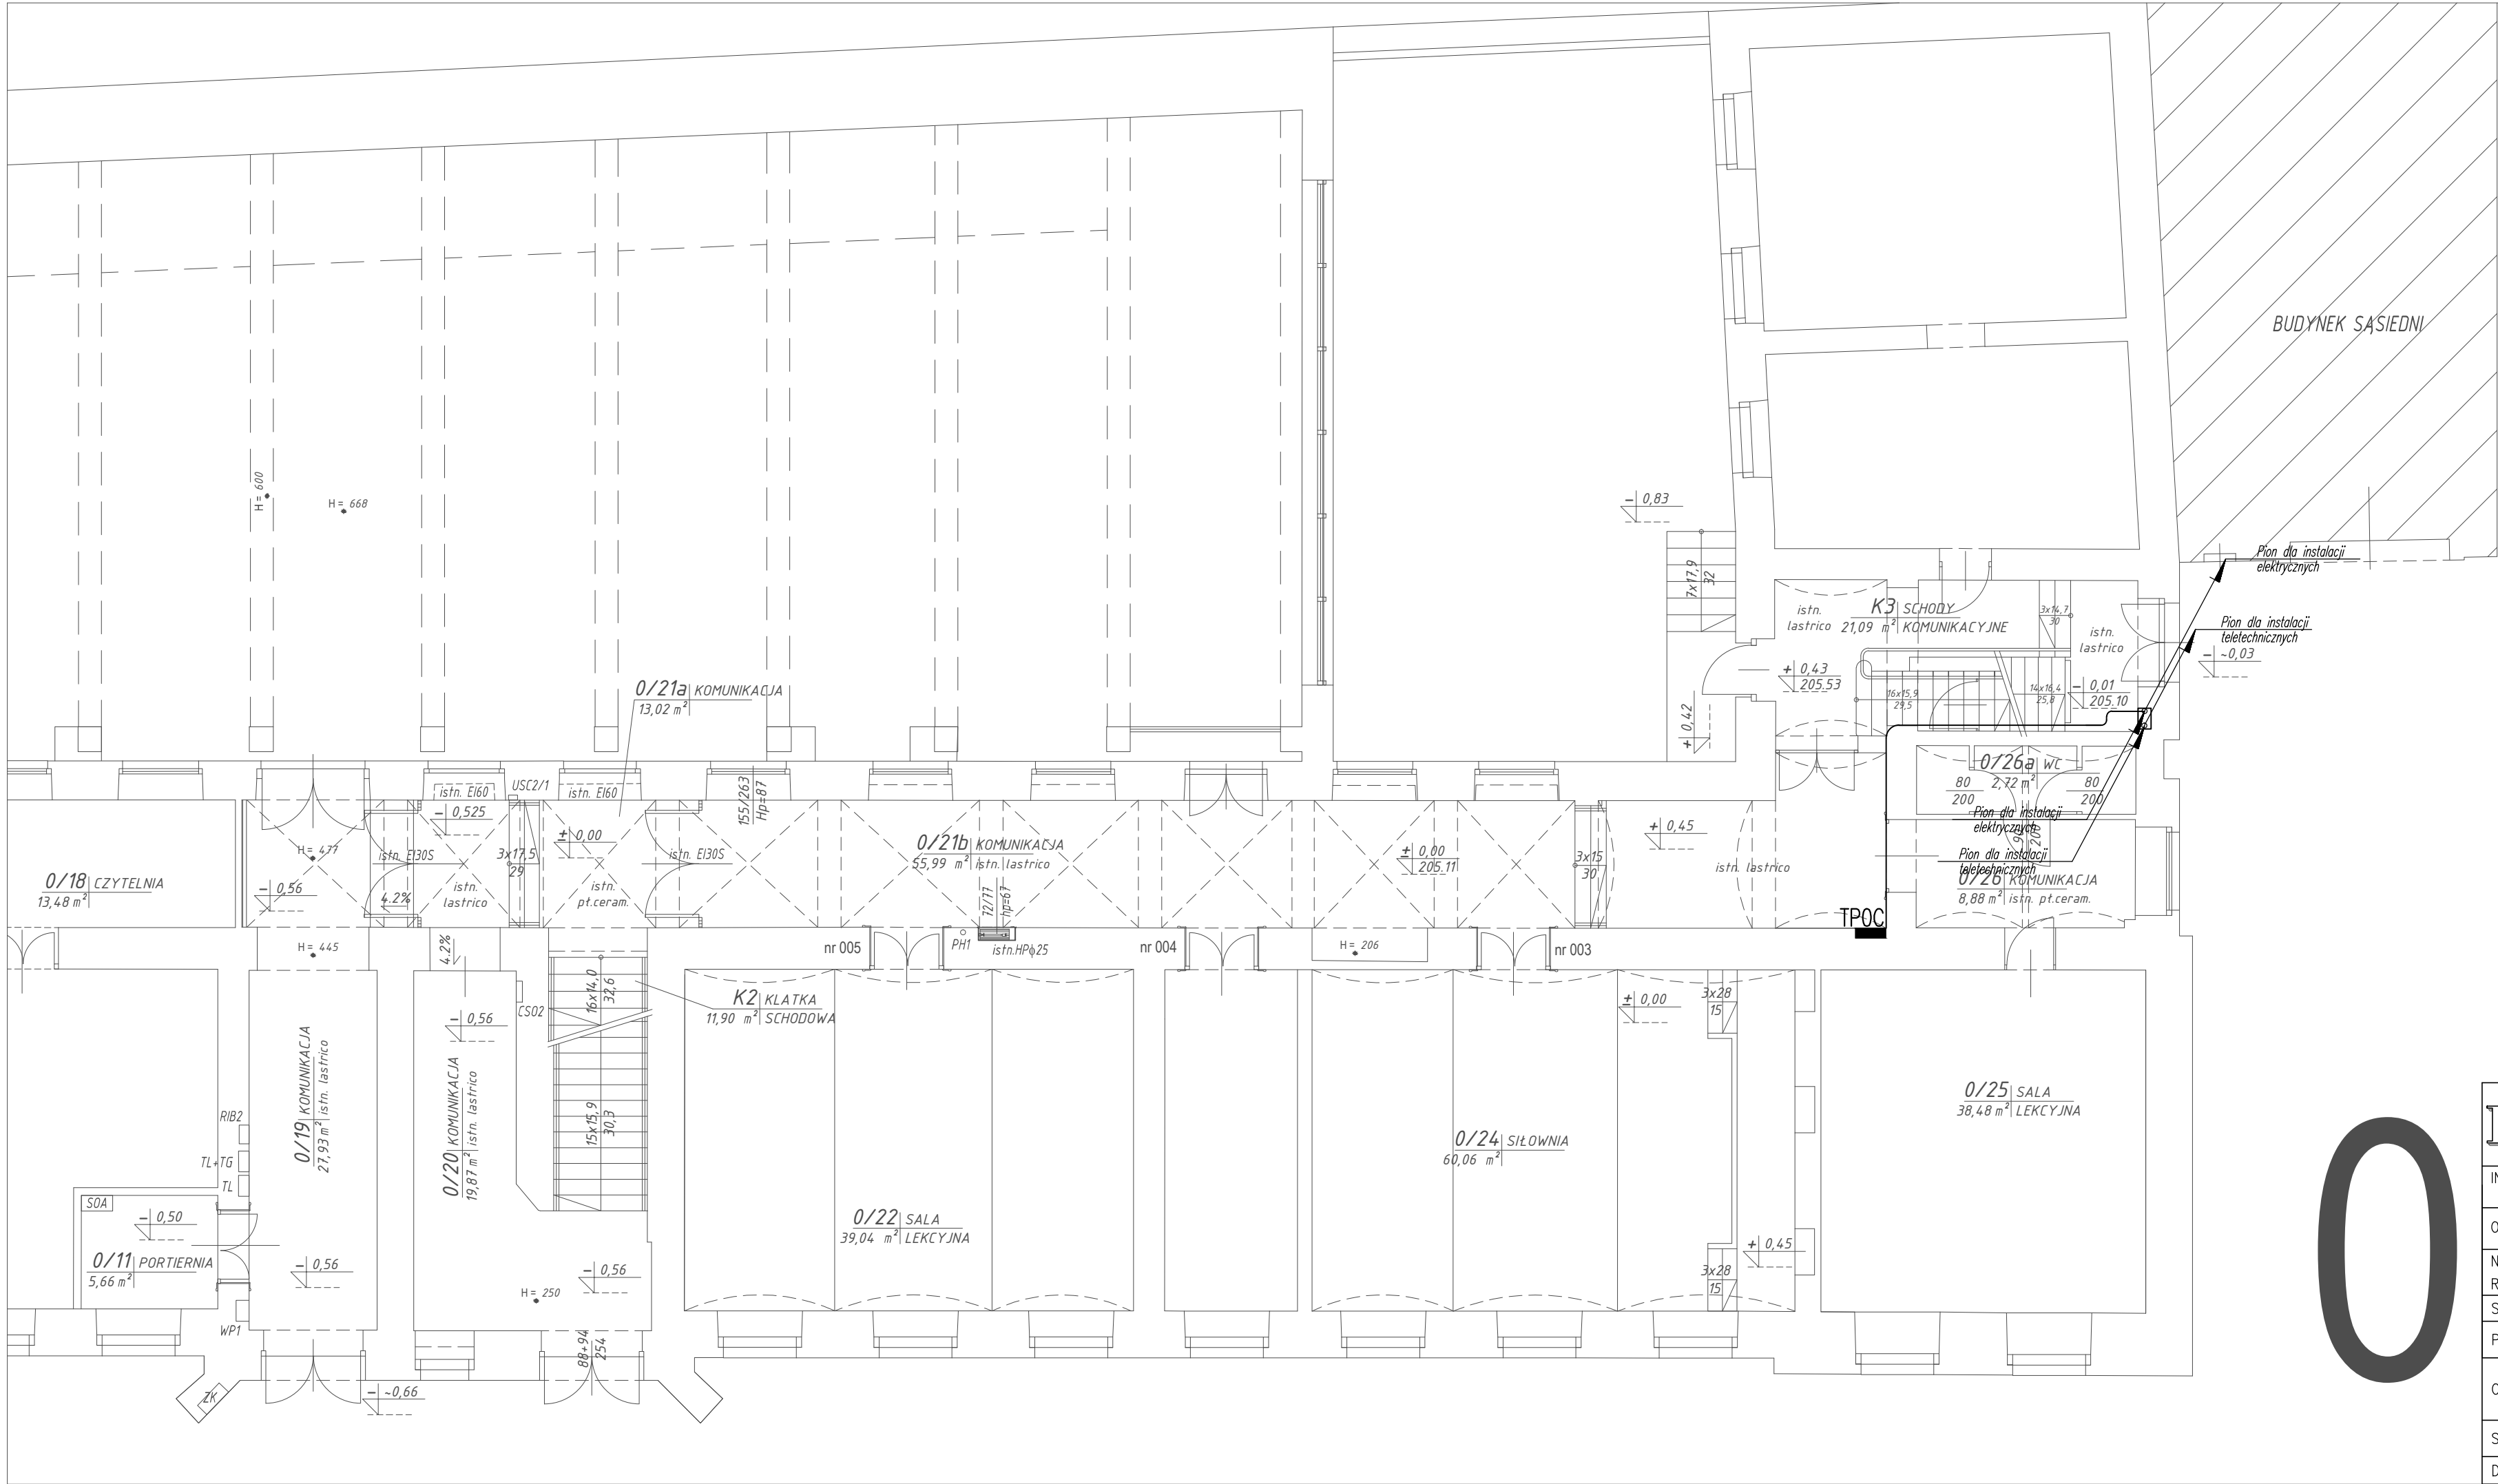 BUDYNEK SĄSIEDNI
H= 600
H= 668
- 0,83
7x17,9
32
Pion dla instalacji
elektrycznych
Pion dla instalacji
teletechnicznych
- ~0,03
istn.
lastrico
K3 SCHODY
21,09 m² KOMUNIKACYJNE
3x14,7
30
istn.
lastrico
+ 0,43
205.53
16x15,9
29,5
14x16,4
25,8
- 0,01
205.10
+ 0,42
0/21a KOMUNIKACJA
13,02 m²
0/26a WC
2,72 m²
80
200
80
200
Pion dla instalacji
elektrycznych
90
200
Pion dla instalacji
teletechnicznych
0/26 KOMUNIKACJA
8,88 m² istn. pt.ceram.
istn. EI60
USC2/1
istn. EI60
155/263
Hp=87
- 0,525
± 0,00
H= 477
istn. EI30S
3x17,5
29
istn. EI30S
0/21b KOMUNIKACJA
55,99 m² istn. lastrico
± 0,00
205.11
3x15
30
+ 0,45
istn. lastrico
0/18 CZYTELNIA
13,48 m²
- 0,56
4.2%
istn.
lastrico
istn.
pt.ceram.
72/77
hp=67
TPOC
H= 445
4.2%
nr 005
PH1
istn.HPϕ25
nr 004
H= 206
nr 003
16x14,0
32,6
K2 KLATKA
11,90 m² SCHODOWA
CSO2
- 0,56
± 0,00
3x28
15
0/19 KOMUNIKACJA
27,93 m² istn. lastrico
0/20 KOMUNIKACJA
19,87 m² istn. lastrico
15x15,9
30,3
RIB2
TL+TG
TL
0/25 SALA
38,48 m² LEKCYJNA
0/24 SIŁOWNIA
60,06 m²
SOA
- 0,50
0/11 PORTIERNIA
5,66 m²
0/22 SALA
39,04 m² LEKCYJNA
- 0,56
- 0,56
H= 250
+ 0,45
3x28
15
WP1
88+94
254
ZK
- ~0,66
0
IN
O
N
R
S
P
O
S
D